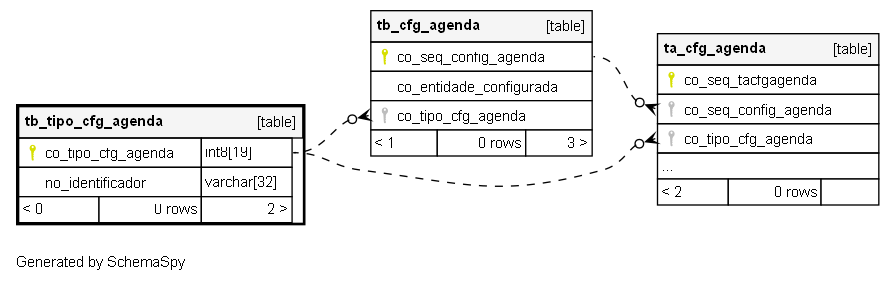 tb_cfg_agenda [table]
co_seq_config_agenda
co_entidade_configurada
co_tipo_cfg_agenda
< 1 0 rows 3 >
ta_cfg_agenda [table]
co_seq_tacfgagenda
co_seq_config_agenda
co_tipo_cfg_agenda
...
< 2 0 rows
tb_tipo_cfg_agenda [table]
co_tipo_cfg_agenda int8[19]
no_identificador varchar[32]
< 0 0 rows 2 >
Generated by SchemaSpy